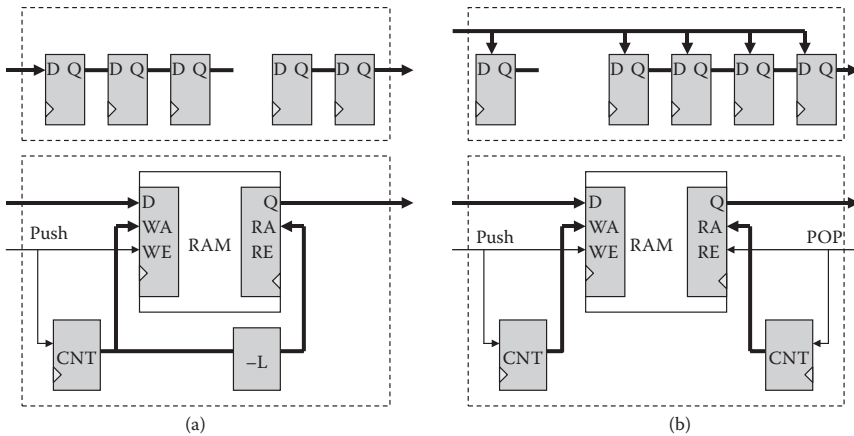 D Q D Q D Q D Q D Q
D Q D Q D Q D Q D Q
D Q
Push WA RA
WE RAM RE
CNT –L
D Q
Push WA RA POP
WE RAM RE
CNT CNT
(a) (b)